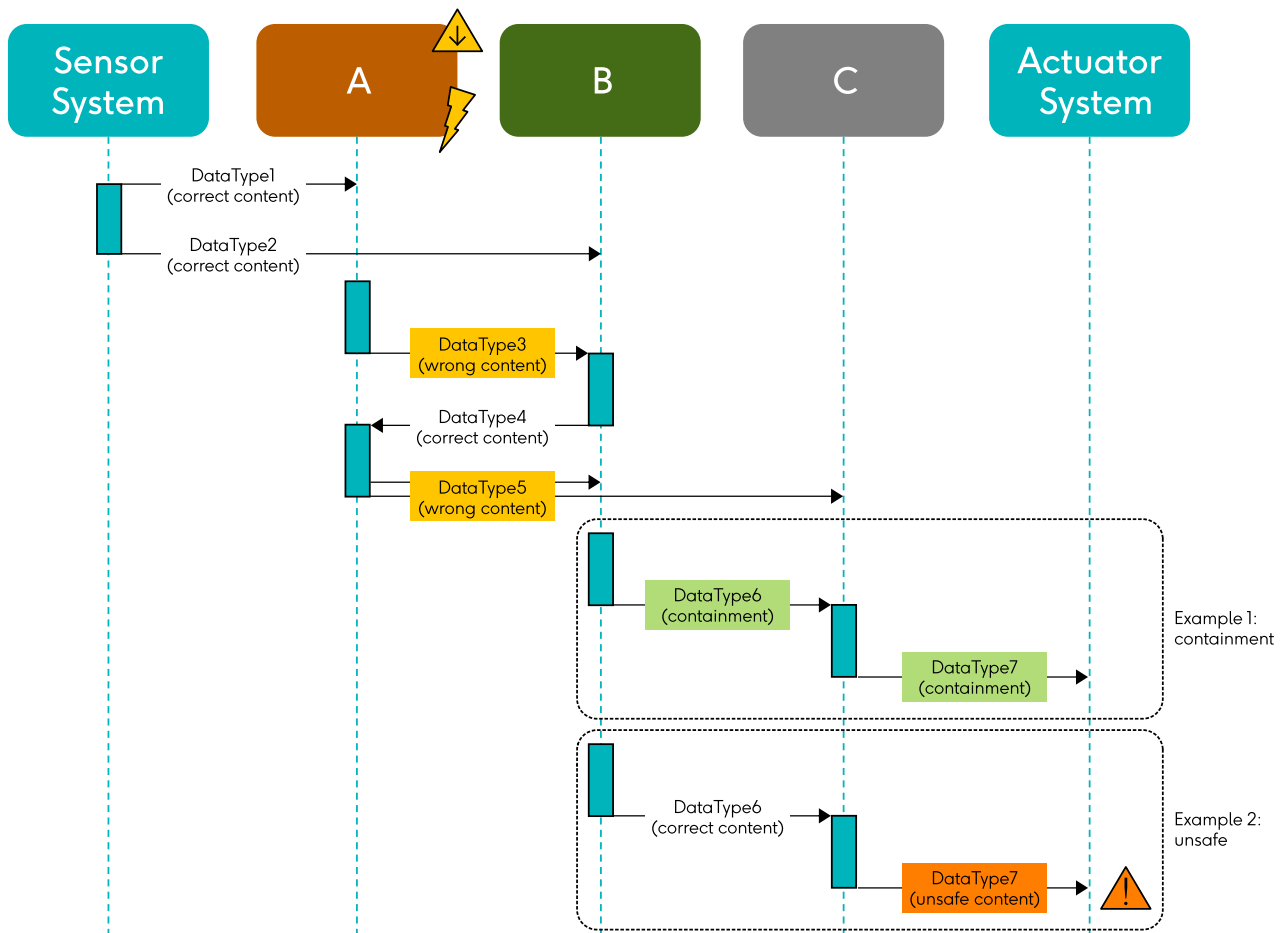 Sensor
System
A
B
C
Actuator
System
DataType1
(correct content)
DataType2
(correct content)
DataType3
(wrong content)
DataType4
(correct content)
DataType5
(wrong content)
DataType6
(containment)
DataType7
(containment)
Example 1:
containment
DataType6
(correct content)
DataType7
(unsafe content)
!
Example 2:
unsafe